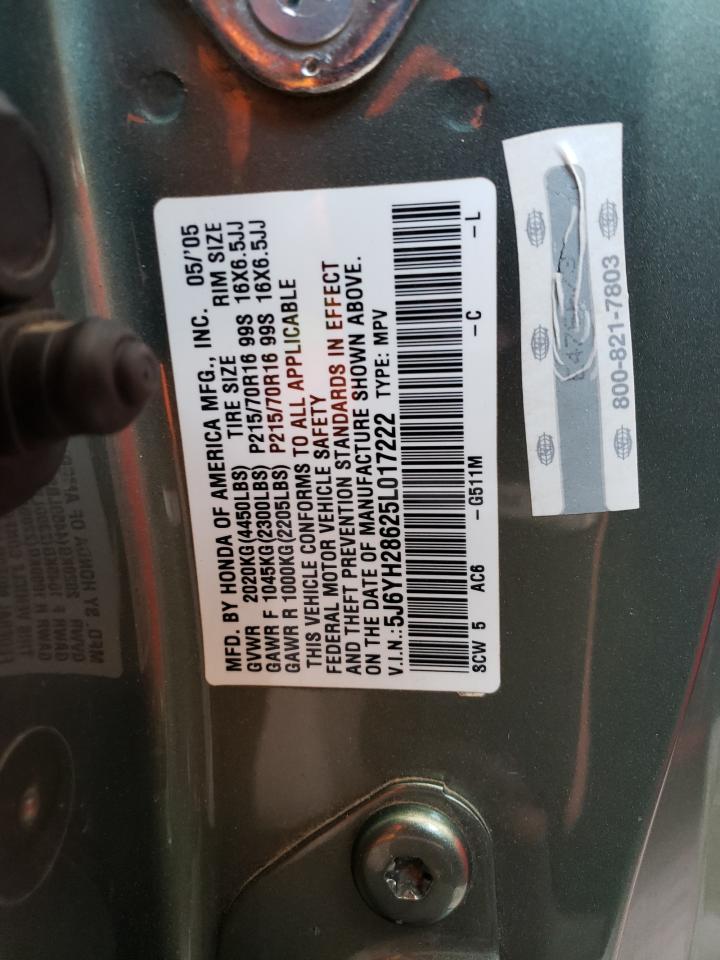 MFD. BY HONDA OF AMERICA MFG., INC. 05/'05
GVWR 2020KG(4450LBS) TIRE SIZE RIM SIZE
GAWR F 1045KG(2300LBS) P215/70R16 99S 16X6.5JJ
GAWR R 1000KG(2205LBS) P215/70R16 99S 16X6.5JJ
THIS VEHICLE CONFORMS TO ALL APPLICABLE
FEDERAL MOTOR VEHICLE SAFETY
AND THEFT PREVENTION STANDARDS IN EFFECT
ON THE DATE OF MANUFACTURE SHOWN ABOVE.
V.I.N.:5J6YH28625L017222 TYPE: MPV
SCW 5 AC6 -G511M -C -L
800-821-7803